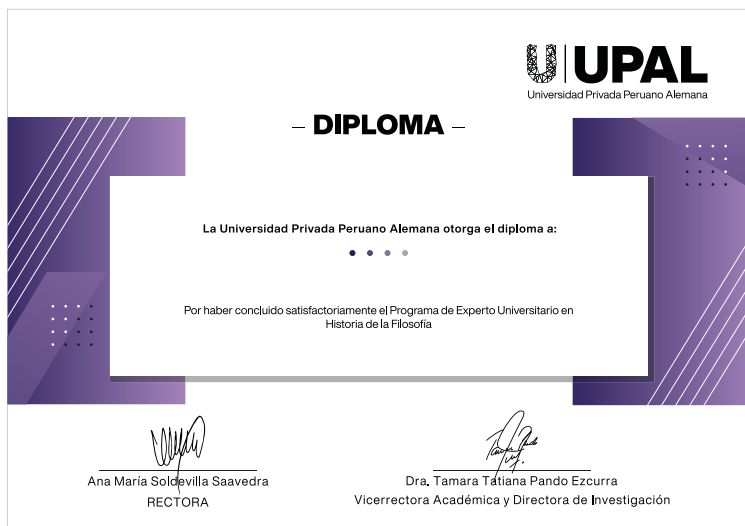 UPAL
Universidad Privada Peruano Alemana
– DIPLOMA –
La Universidad Privada Peruano Alemana otorga el diploma a:
Por haber concluido satisfactoriamente el Programa de Experto Universitario en
Historia de la Filosofía
Ana María Soldevilla Saavedra
RECTORA
Dra. Tamara Tatiana Pando Ezcurra
Vicerrectora Académica y Directora de Investigación